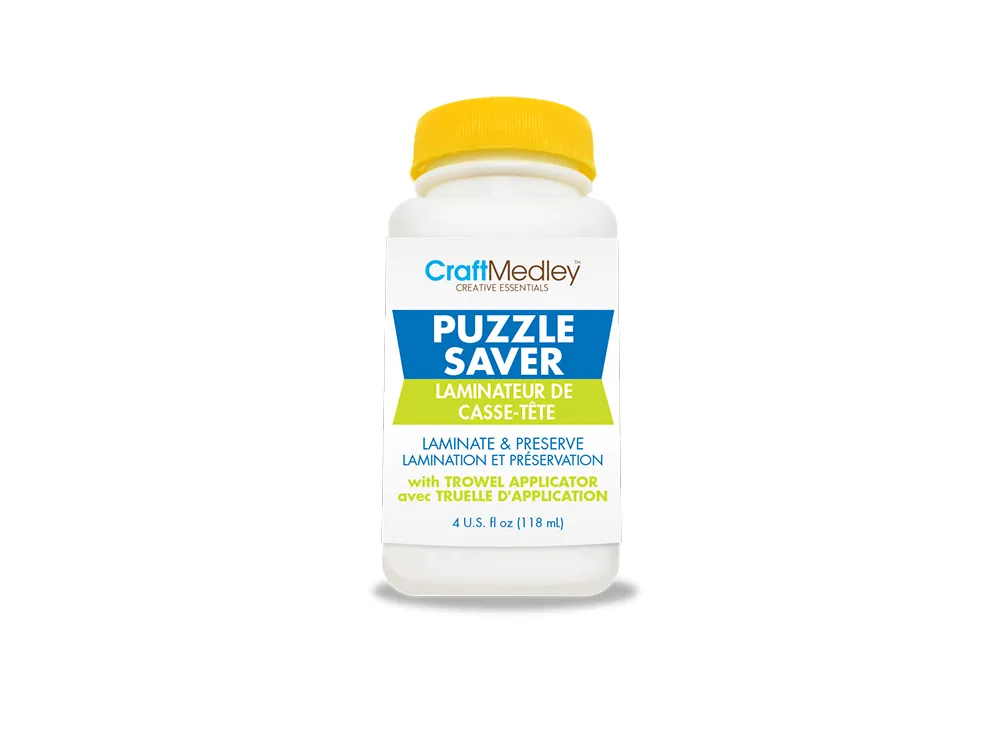 CraftMedley™
CREATIVE ESSENTIALS
PUZZLE
SAVER
LAMINATEUR DE
CASSE-TÊTE
LAMINATE & PRESERVE
LAMINATION ET PRÉSERVATION
with TROWEL APPLICATOR
avec TRUELLE D'APPLICATION
4 U.S. fl oz (118 mL)